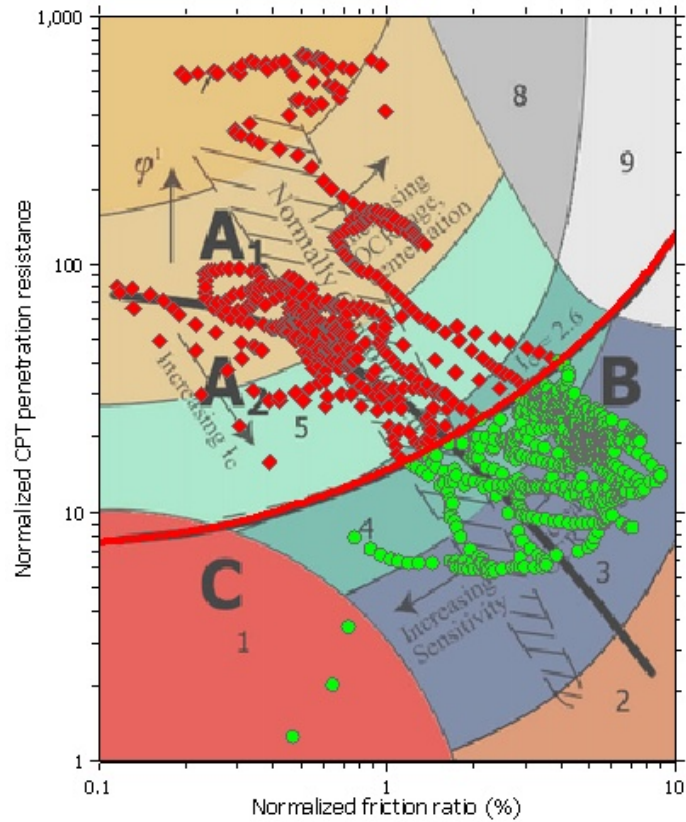 1,000
8
9
φ¹
Increasing
OCR, age,
cementation
Normally
A₁
100
Ic = 2.6
Increasing Ic
A₂
B
5
10
4
3
C
Increasing
Sensitivity
1
2
1
0.1
1
10
Normalized CPT penetration resistance
Normalized friction ratio (%)